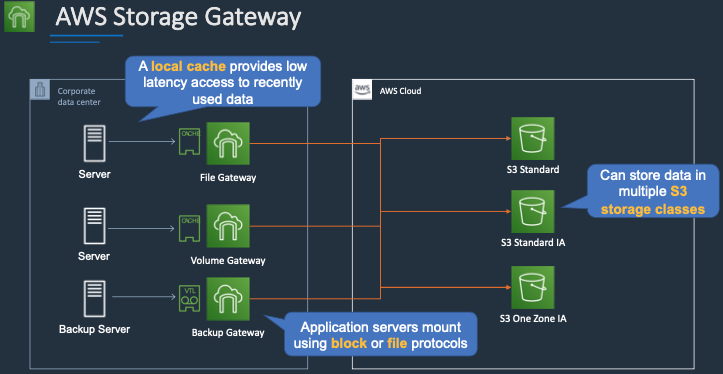 AWS Storage Gateway
A local cache provides low
latency access to recently
used data
Corporate
data center
aws
AWS Cloud
Server
CACHE
File Gateway
S3 Standard
Can store data in
multiple S3
storage classes
Server
CACHE
Volume Gateway
S3 Standard IA
Backup Server
VTL
Backup Gateway
S3 One Zone IA
Application servers mount
using block or file protocols